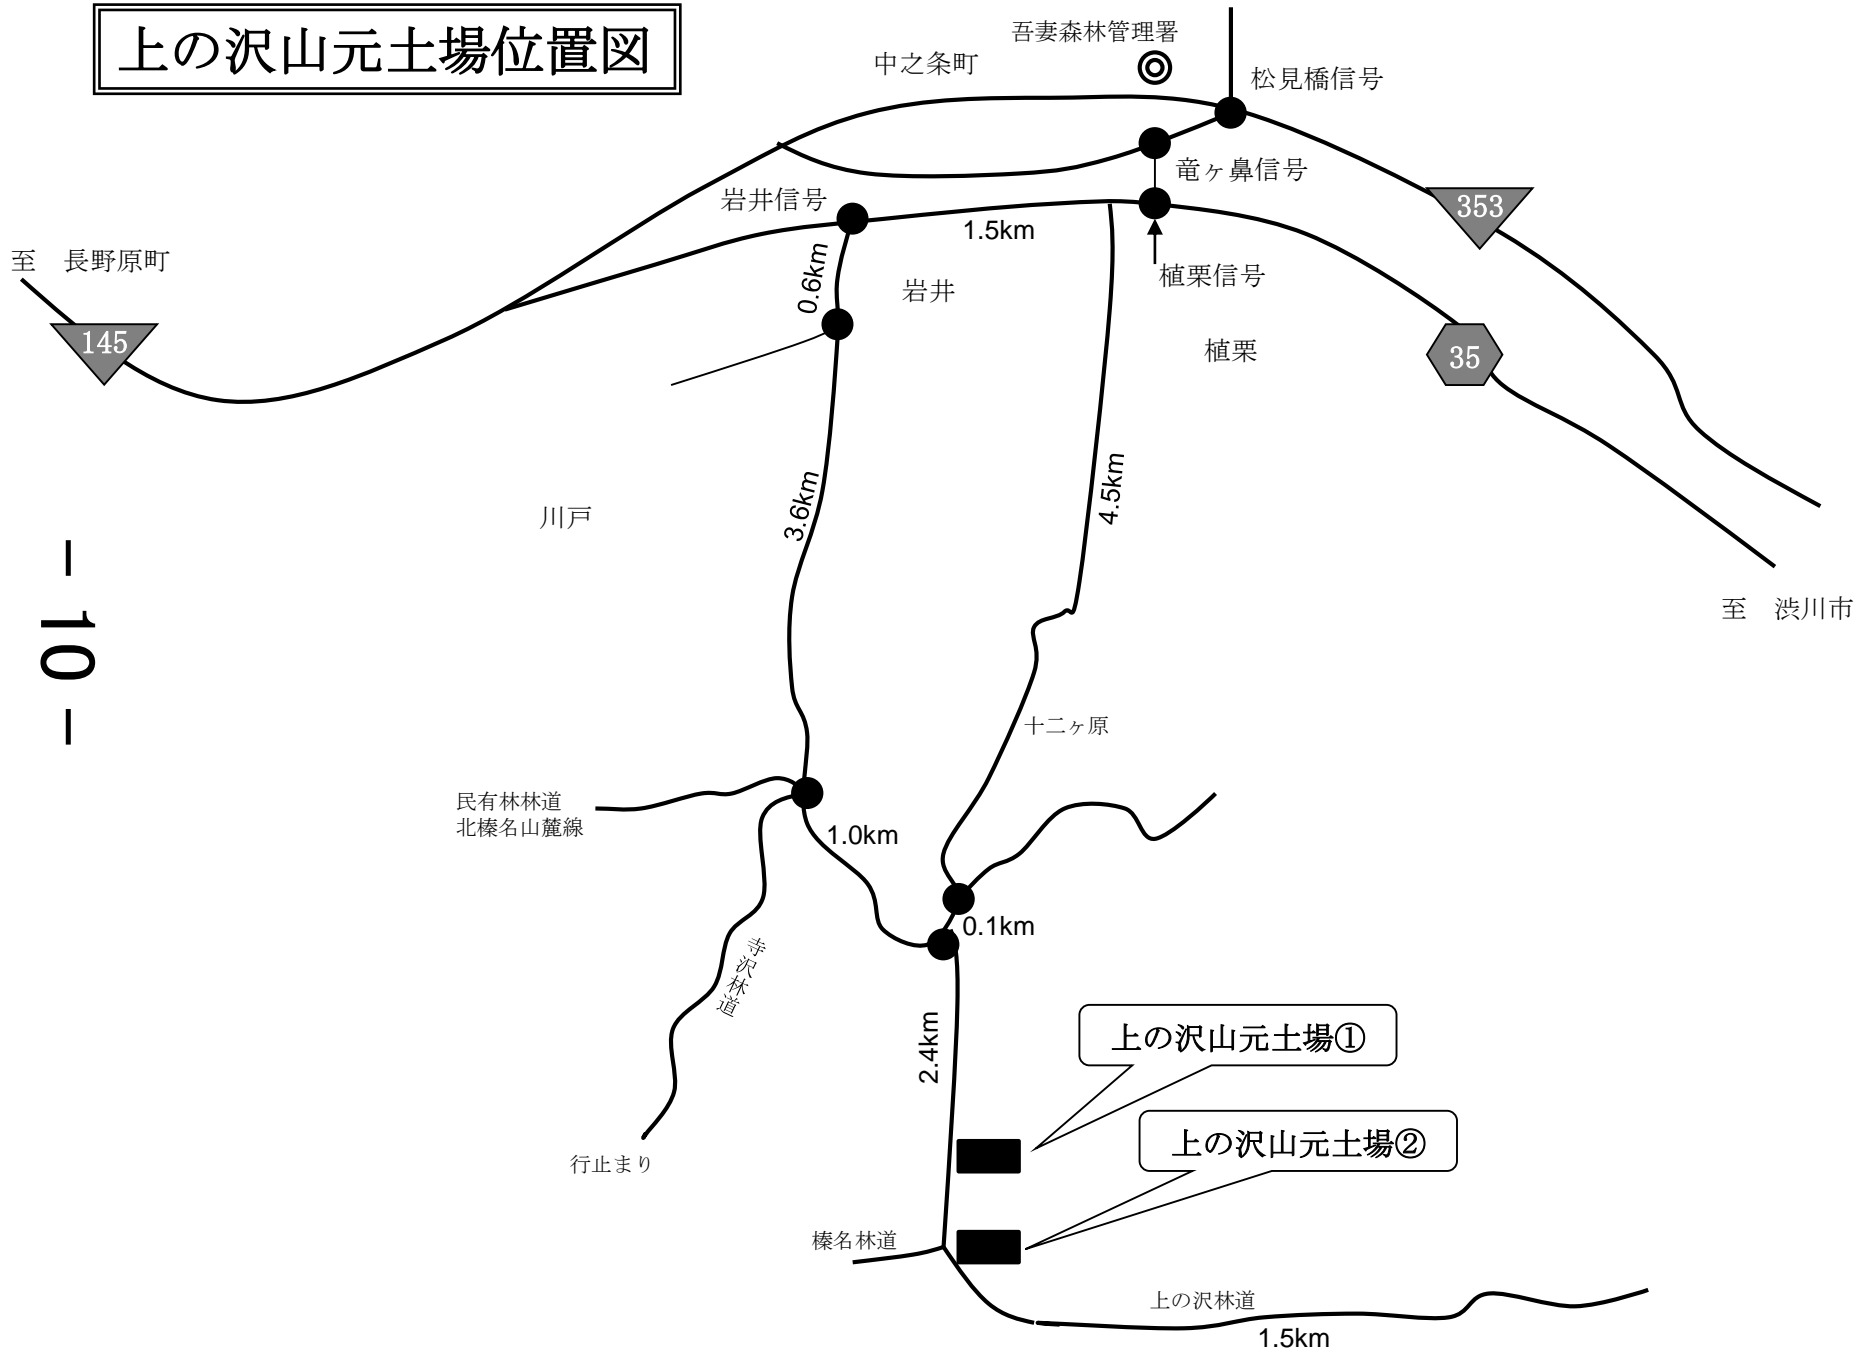 上の沢山元土場位置図
吾妻森林管理署
中之条町
松見橋信号
竜ヶ鼻信号
岩井信号
353
1.5km
至　長野原町
0.6km
植栗信号
岩井
145
植栗
35
4.5km
3.6km
川戸
至　渋川市
- 10 -
十二ヶ原
民有林林道
北榛名山麓線
1.0km
0.1km
寺沢林道
2.4km
上の沢山元土場①
上の沢山元土場②
行止まり
榛名林道
上の沢林道
1.5km